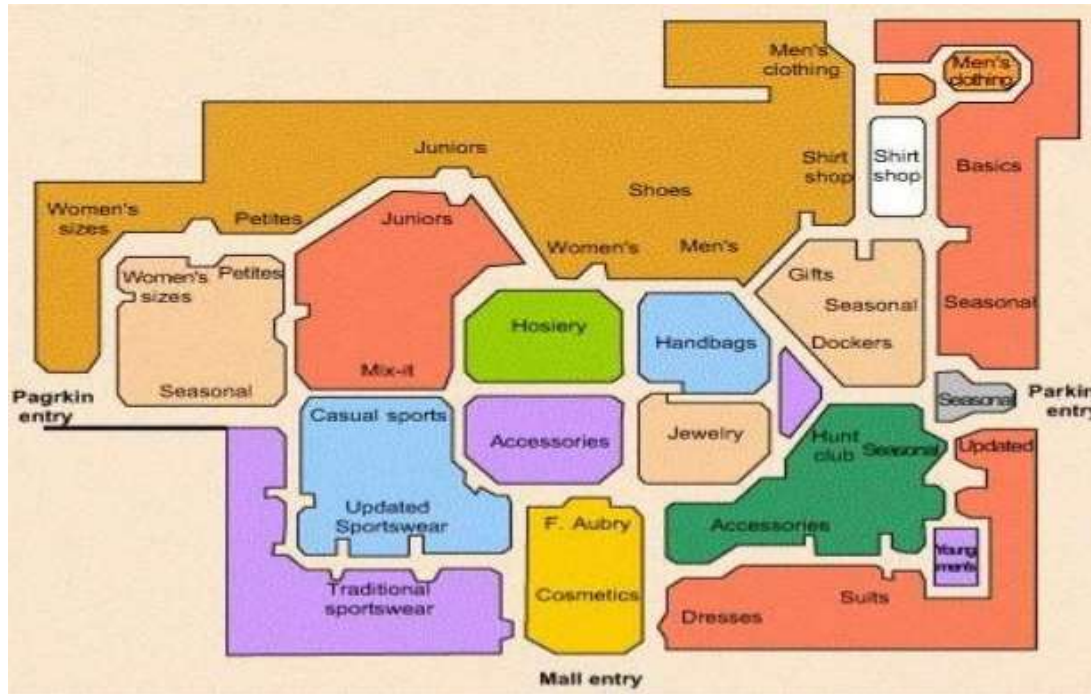 Men's
clothing
Men's
clothing
Juniors
Shirt
shop
Shirt
shop
Basics
Shoes
Women's
sizes
Petites
Juniors
Women's
Men's
Women's
sizes
Petites
Gifts
Seasonal
Seasonal
Hosiery
Handbags
Dockers
Mix-it
Seasonal
Pagrkin
entry
Parkin
entry
Seasonal
Casual sports
Accessories
Jewelry
Hunt
club
Seasonal
Updated
Updated
Sportswear
F. Aubry
Accessories
Young
ments
Traditional
sportswear
Cosmetics
Suits
Dresses
Mall entry